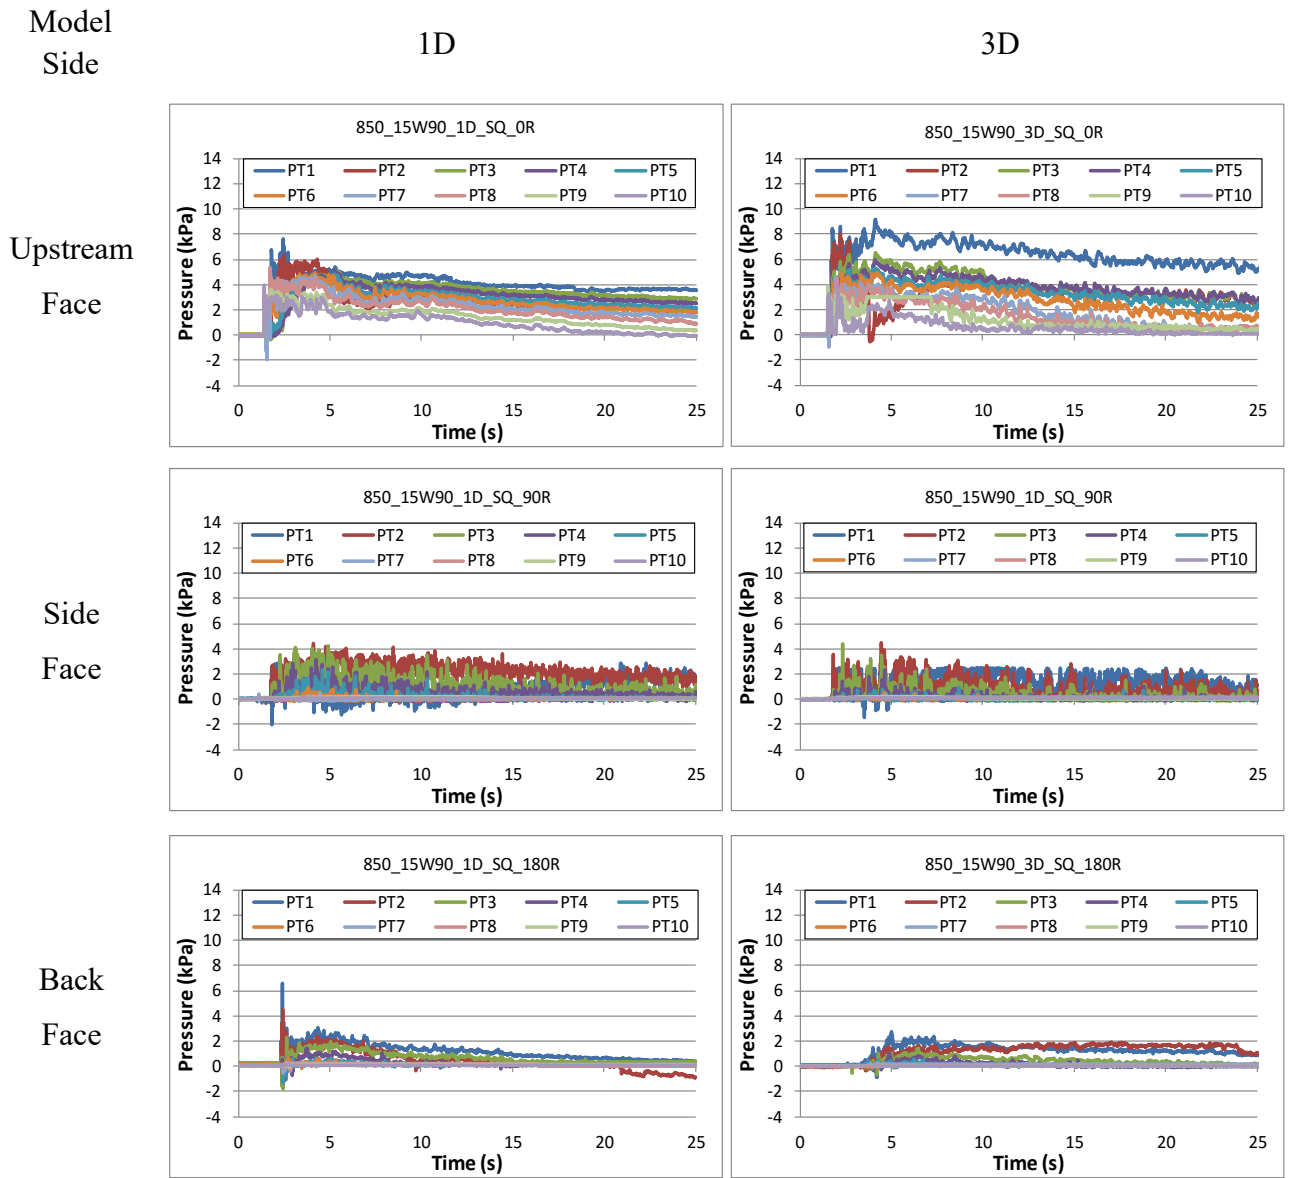 Model
Side
1D
3D
Upstream
Face
850_15W90_1D_SQ_0R
PT1 PT2 PT3 PT4 PT5
PT6 PT7 PT8 PT9 PT10
Pressure (kPa)
14
12
10
8
6
4
2
0
-2
-4
0 5 10 15 20 25
Time (s)
850_15W90_3D_SQ_0R
PT1 PT2 PT3 PT4 PT5
PT6 PT7 PT8 PT9 PT10
Pressure (kPa)
14
12
10
8
6
4
2
0
-2
-4
0 5 10 15 20 25
Time (s)
Side
Face
850_15W90_1D_SQ_90R
PT1 PT2 PT3 PT4 PT5
PT6 PT7 PT8 PT9 PT10
Pressure (kPa)
14
12
10
8
6
4
2
0
-2
-4
0 5 10 15 20 25
Time (s)
850_15W90_1D_SQ_90R
PT1 PT2 PT3 PT4 PT5
PT6 PT7 PT8 PT9 PT10
Pressure (kPa)
14
12
10
8
6
4
2
0
-2
-4
0 5 10 15 20 25
Time (s)
Back
Face
850_15W90_1D_SQ_180R
PT1 PT2 PT3 PT4 PT5
PT6 PT7 PT8 PT9 PT10
Pressure (kPa)
14
12
10
8
6
4
2
0
-2
-4
0 5 10 15 20 25
Time (s)
850_15W90_3D_SQ_180R
PT1 PT2 PT3 PT4 PT5
PT6 PT7 PT8 PT9 PT10
Pressure (kPa)
14
12
10
8
6
4
2
0
-2
-4
0 5 10 15 20 25
Time (s)